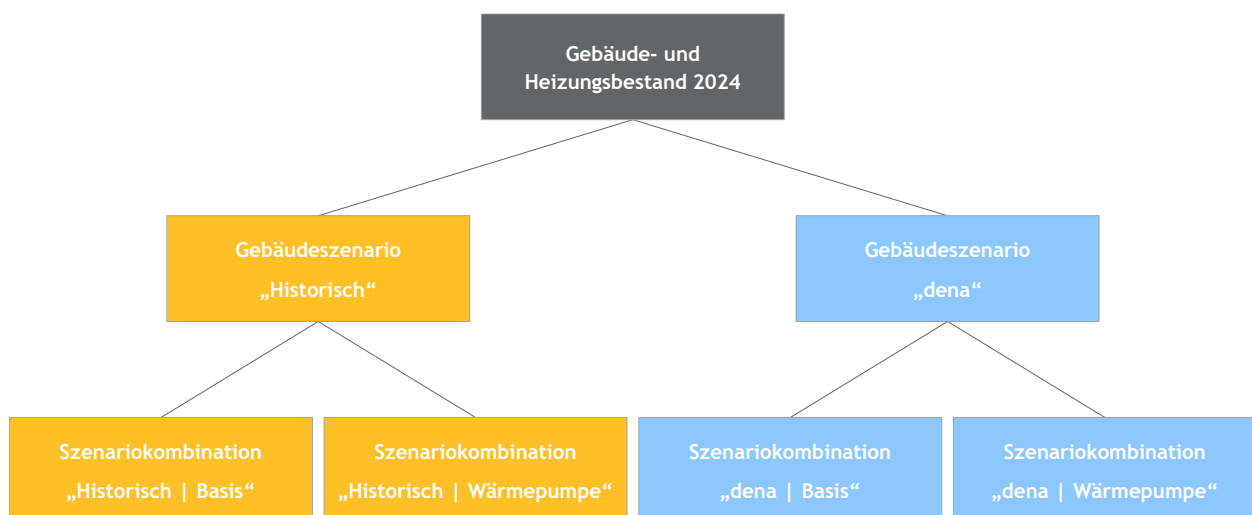 Gebäude- und
Heizungsbestand 2024
Gebäudeszenario
„Historisch“
Gebäudeszenario
„dena“
Szenariokombination
„Historisch | Basis“
Szenariokombination
„Historisch | Wärmepumpe“
Szenariokombination
„dena | Basis“
Szenariokombination
„dena | Wärmepumpe“